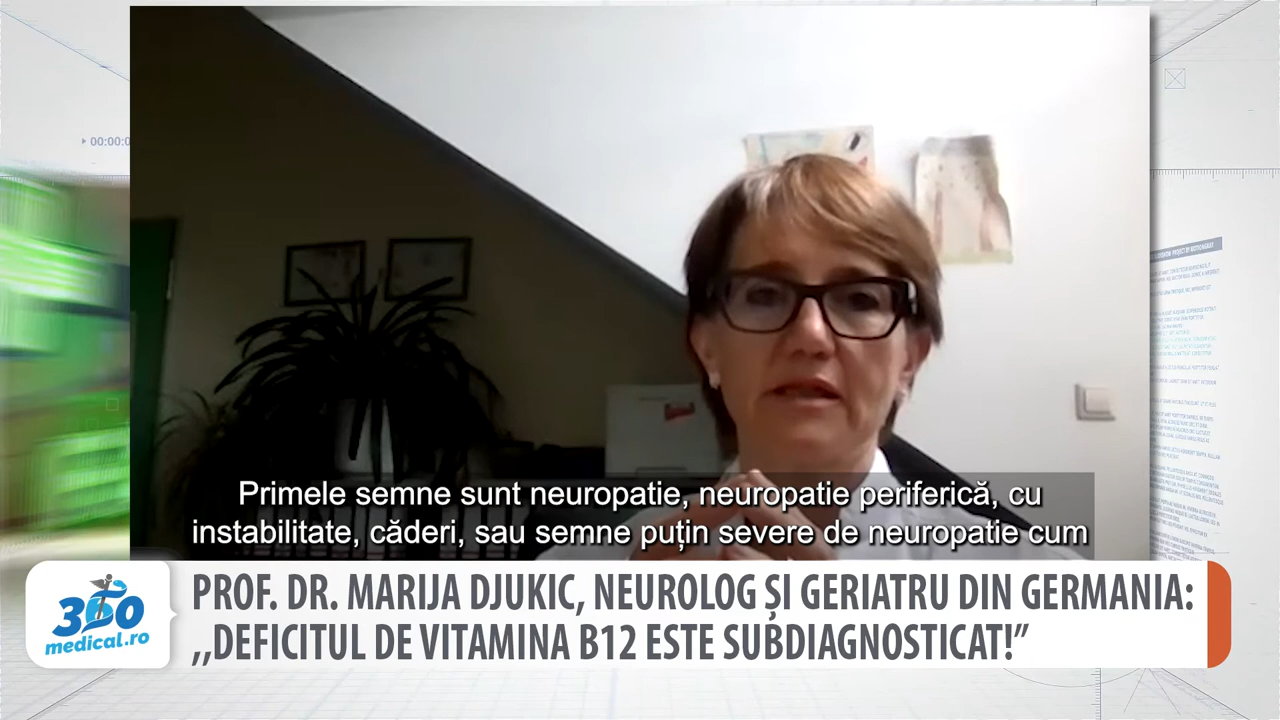 00:00:0
Primele semne sunt neuropatie, neuropatie periferică, cu
instabilitate, căderi, sau semne puțin severe de neuropatie cum
360
medical.ro
PROF. DR. MARIJA DJUKIC, NEUROLOG ȘI GERIATRU DIN GERMANIA:
,,DEFICITUL DE VITAMINA B12 ESTE SUBDIAGNOSTICAT!”